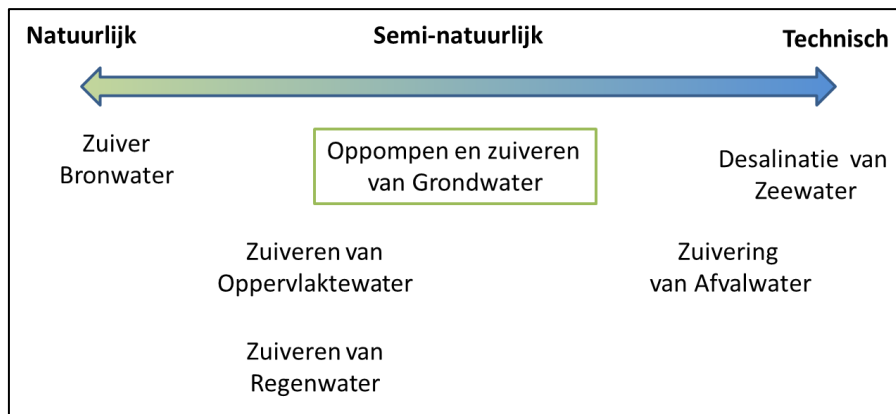 Natuurlijk
Semi-natuurlijk
Technisch
Zuiver
Bronwater
Oppompen en zuiveren
van Grondwater
Desalinatie van
Zeewater
Zuiveren van
Oppervlaktewater
Zuivering
van Afvalwater
Zuiveren van
Regenwater